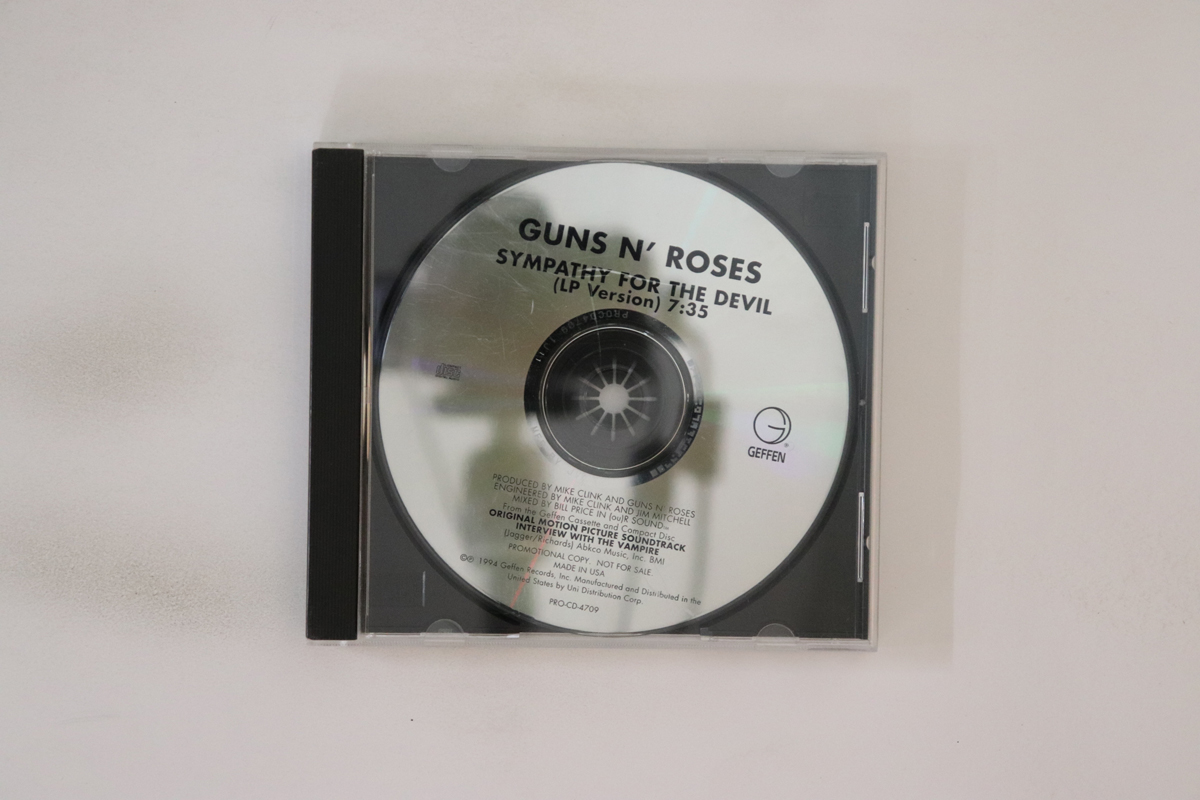 GUNS N' ROSES
SYMPATHY FOR THE DEVIL
(LP Version) 7:35
GEFFEN
PRODUCED BY MIKE CLINK AND GUNS N' ROSES
ENGINEERED BY MIKE CLINK AND JIM MITCHELL
MIXED BY BILL PRICE IN (ou)R SOUND™
From the Geffen Cassette and Compact Disc
ORIGINAL MOTION PICTURE SOUNDTRACK
INTERVIEW WITH THE VAMPIRE
(Jagger/Richards) Abkco Music, Inc. BMI
PROMOTIONAL COPY. NOT FOR SALE.
MADE IN USA
©℗ 1994 Geffen Records, Inc. Manufactured and Distributed in the
United States by Uni Distribution Corp.
PRO-CD-4709